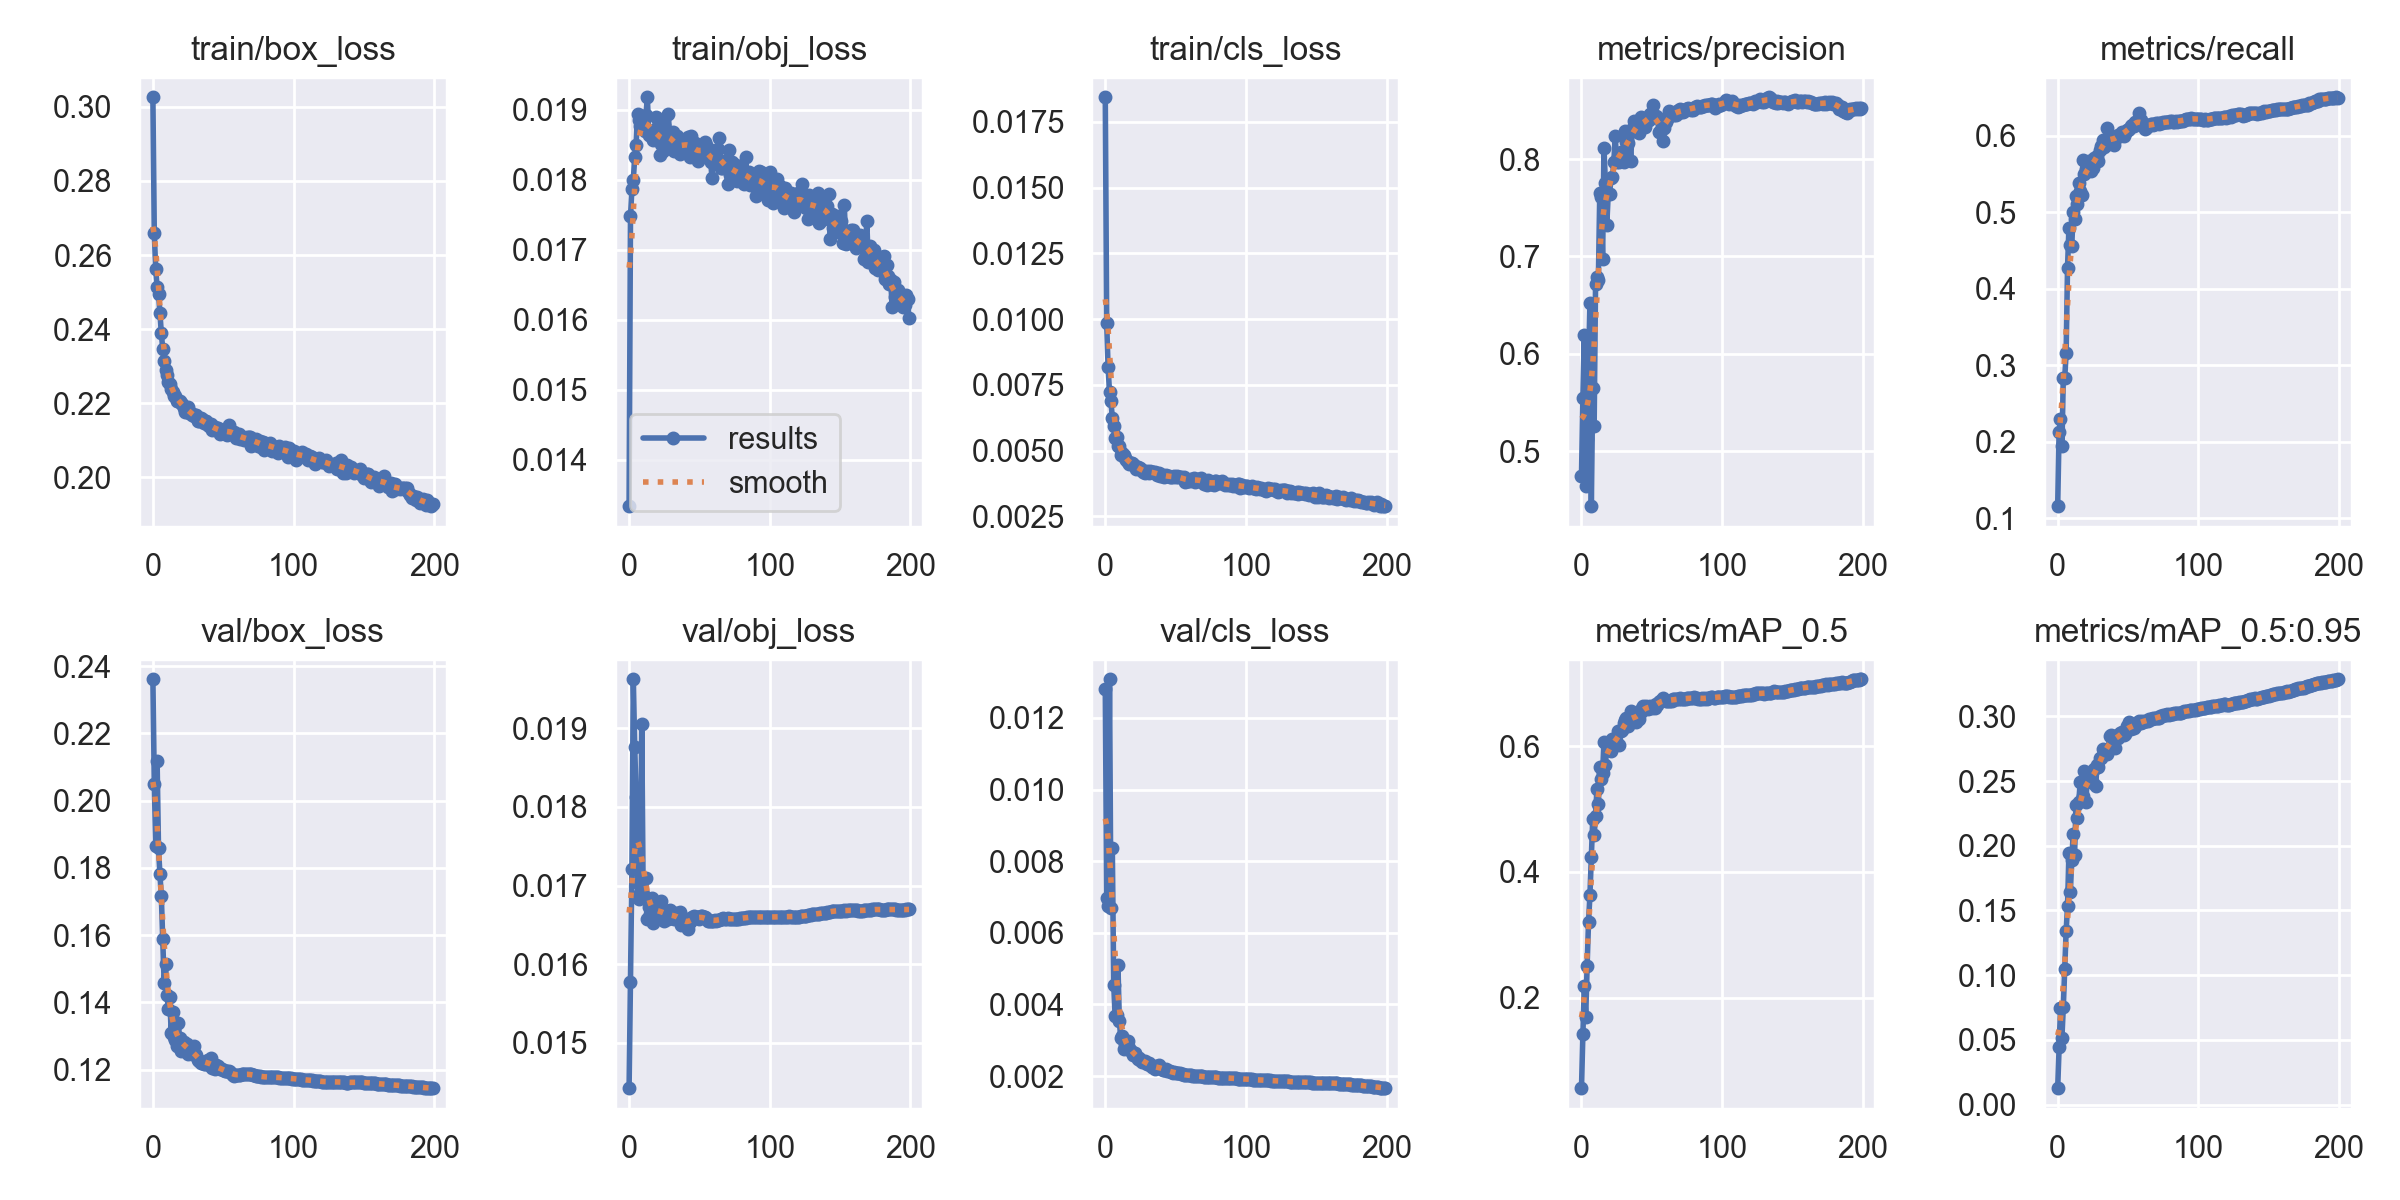 train/box_loss
train/obj_loss
train/cls_loss
metrics/precision
metrics/recall
0.30
0.28
0.26
0.24
0.22
0.20
0 100 200
0.019
0.018
0.017
0.016
0.015
0.014
results
smooth
0 100 200
0.0175
0.0150
0.0125
0.0100
0.0075
0.0050
0.0025
0 100 200
0.8
0.7
0.6
0.5
0 100 200
0.6
0.5
0.4
0.3
0.2
0.1
0 100 200
val/box_loss
val/obj_loss
val/cls_loss
metrics/mAP_0.5
metrics/mAP_0.5:0.95
0.24
0.22
0.20
0.18
0.16
0.14
0.12
0 100 200
0.019
0.018
0.017
0.016
0.015
0 100 200
0.012
0.010
0.008
0.006
0.004
0.002
0 100 200
0.6
0.4
0.2
0 100 200
0.30
0.25
0.20
0.15
0.10
0.05
0.00
0 100 200